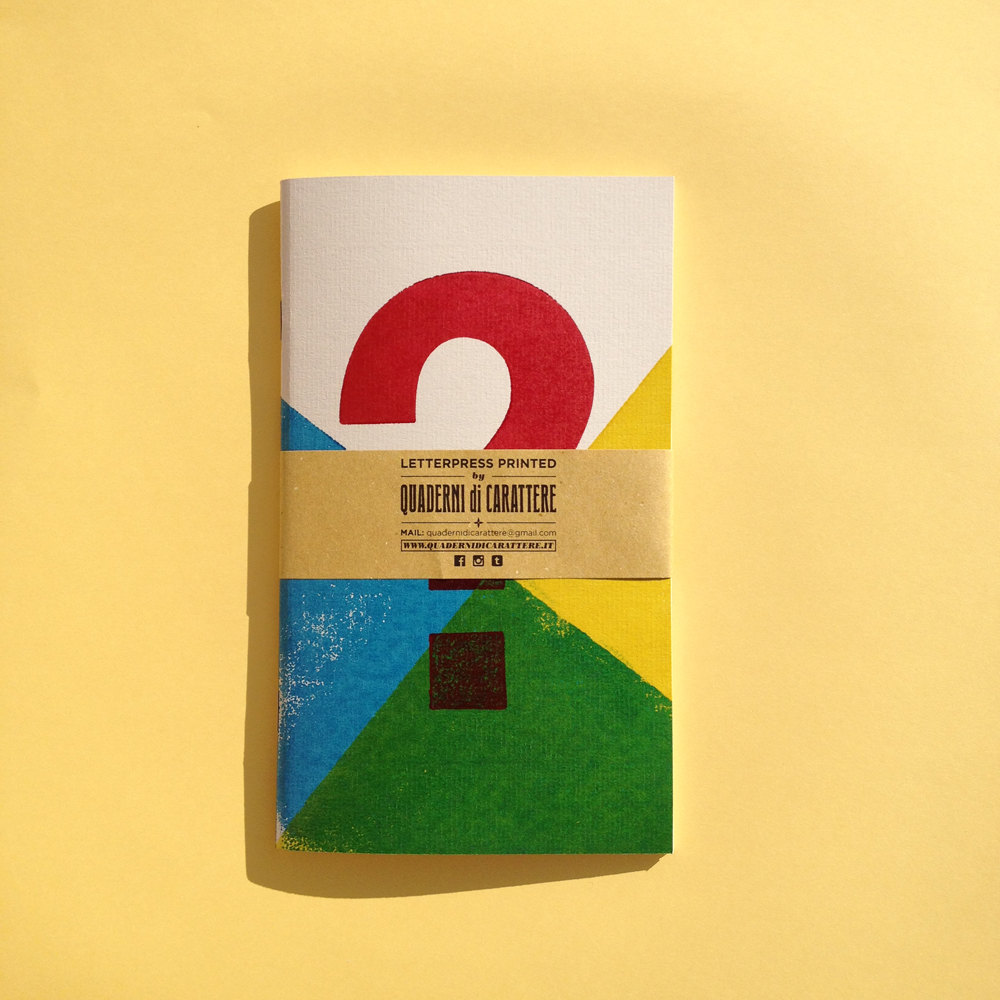 ?
LETTERPRESS PRINTED
by
QUADERNI di CARATTERE
MAIL: quadernidicarattere@gmail.com
WWW.QUADERNIDICARATTERE.IT